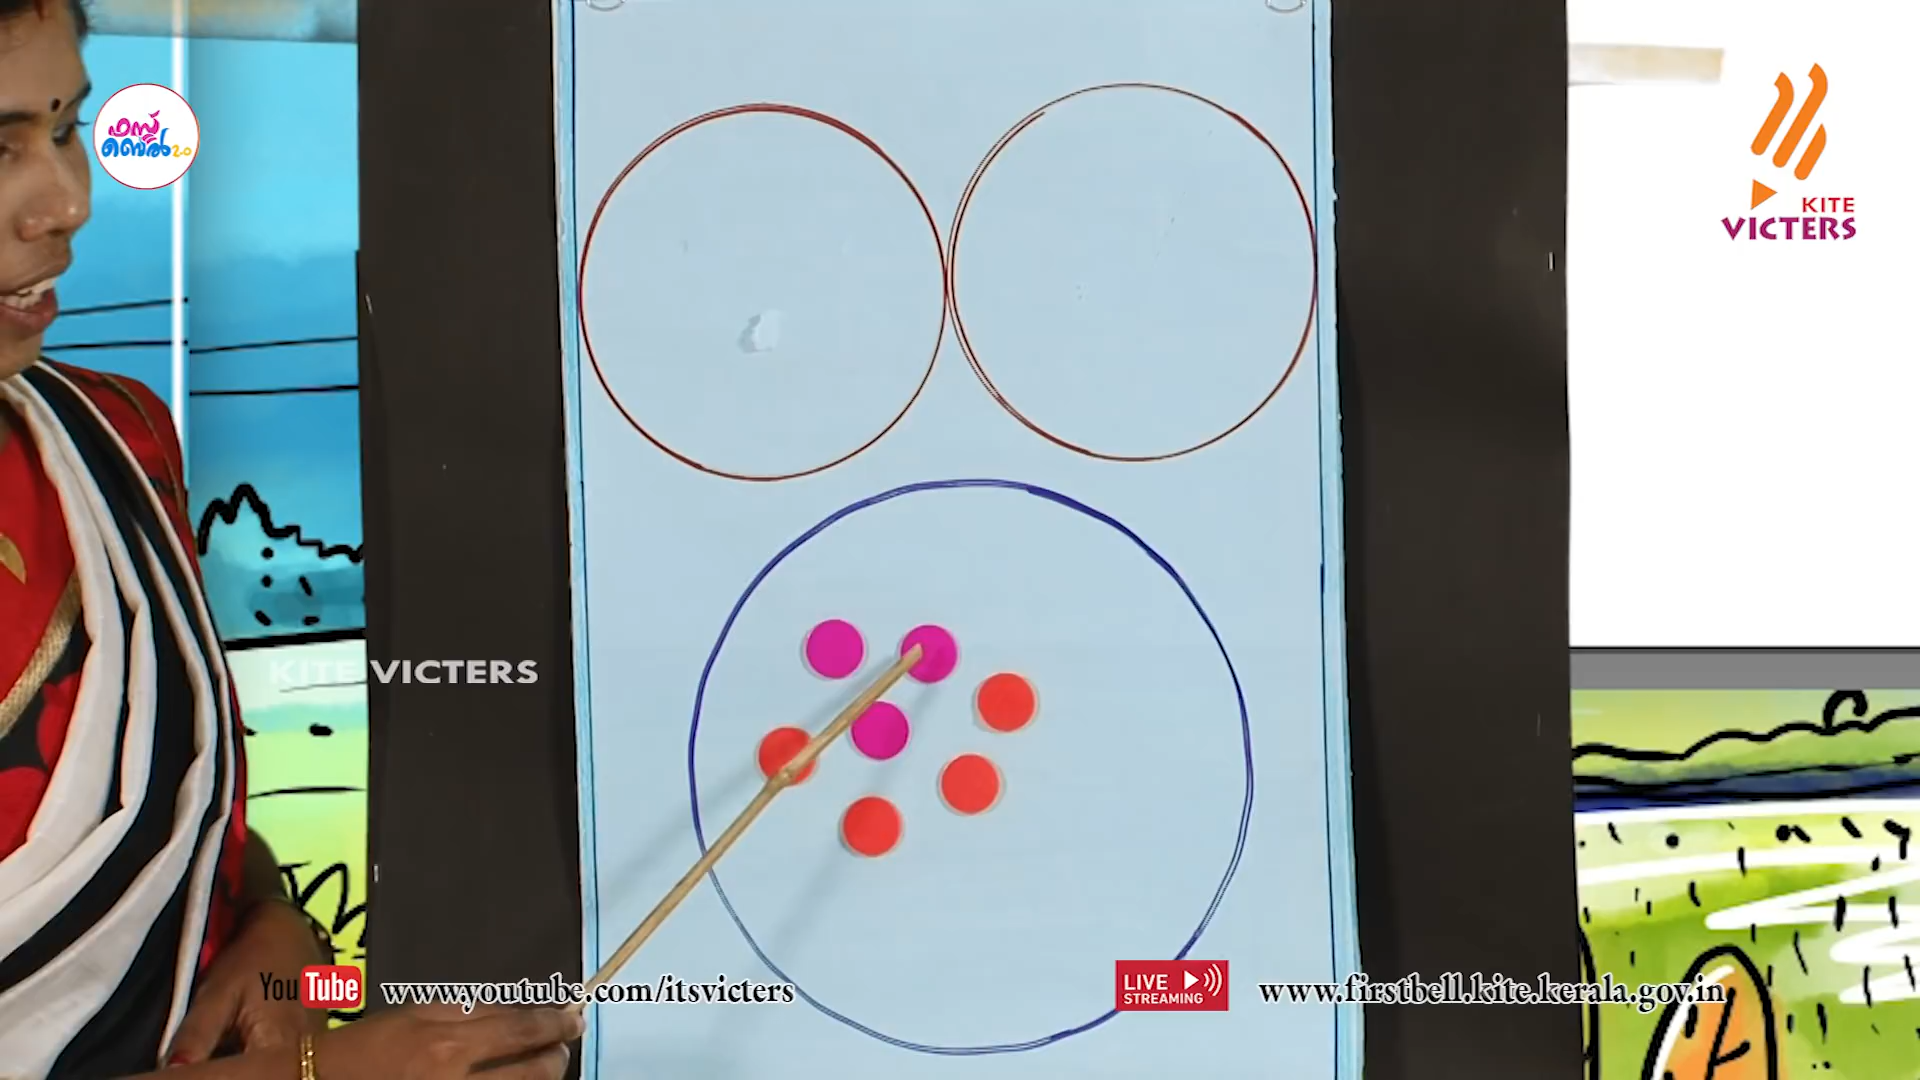 ഫസ്റ്റ്
ബെൽ 2.0
KITE
VICTERS
KITE VICTERS
YouTube www.youtube.com/itsvicters
LIVE
STREAMING
www.firstbell.kite.kerala.gov.in